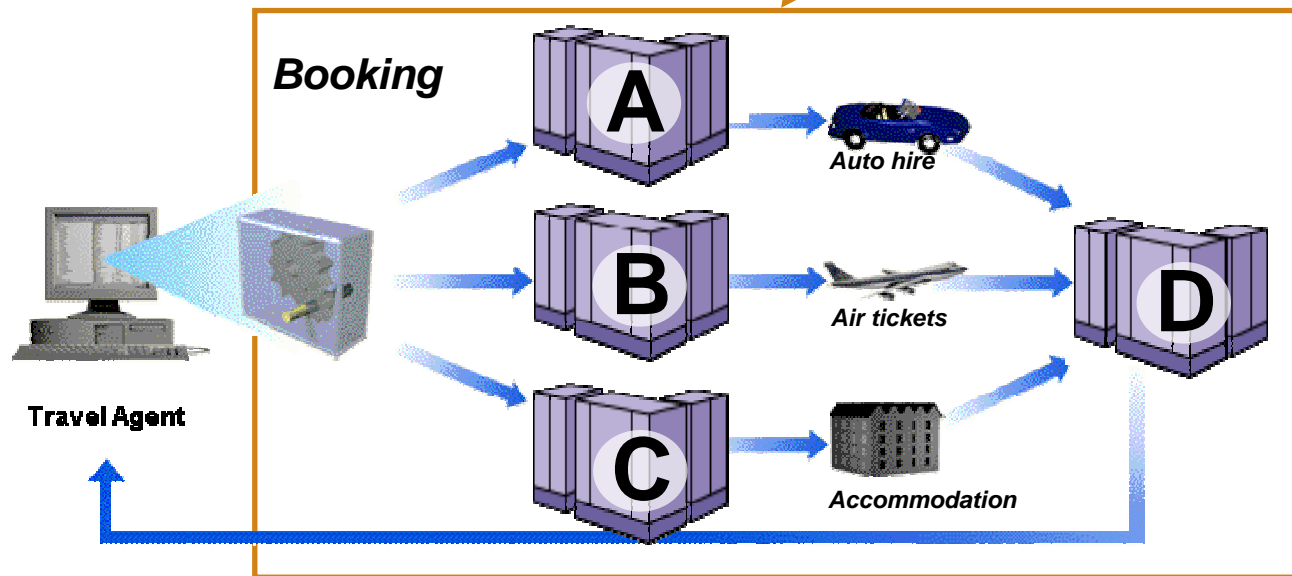 Booking
A
Auto hire
B
Air tickets
D
Travel Agent
C
Accommodation